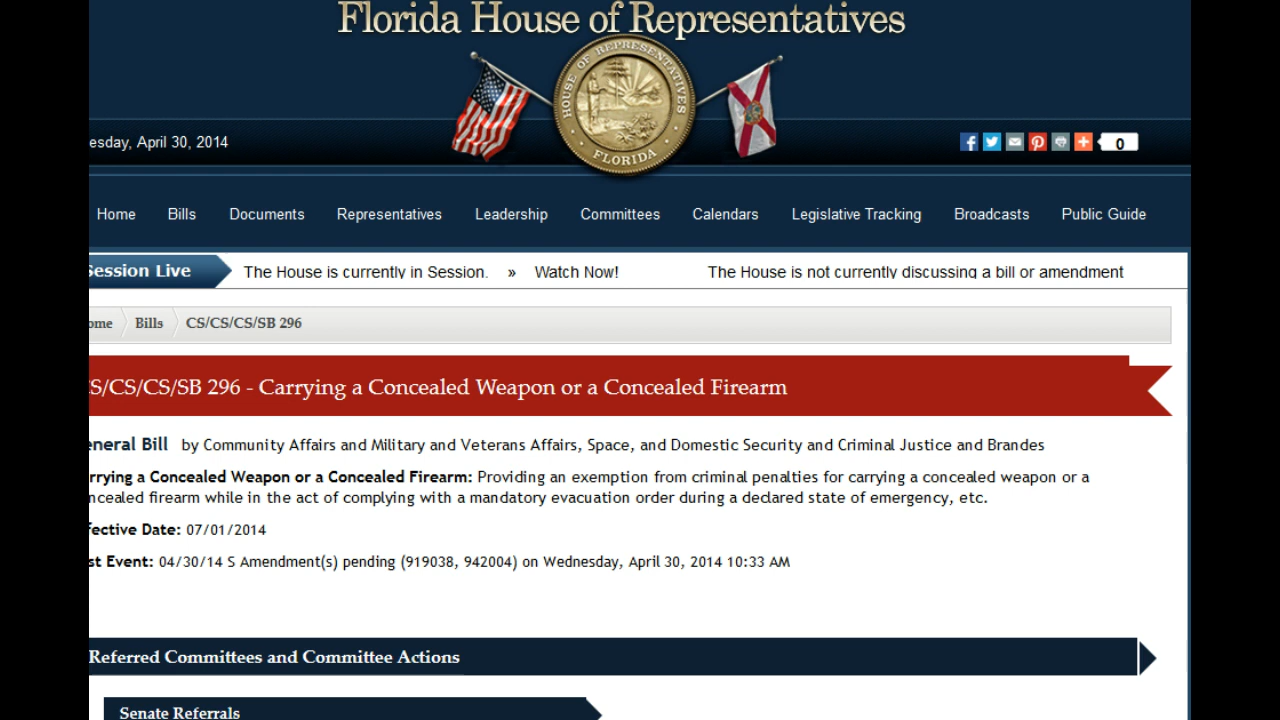 Florida House of Representatives
HOUSE OF REPRESENTATIVES
FLORIDA
esday, April 30, 2014
0
Home Bills Documents Representatives Leadership Committees Calendars Legislative Tracking Broadcasts Public Guide
Session Live The House is currently in Session. » Watch Now! The House is not currently discussing a bill or amendment
ome Bills CS/CS/CS/SB 296
CS/CS/CS/SB 296 - Carrying a Concealed Weapon or a Concealed Firearm
eneral Bill by Community Affairs and Military and Veterans Affairs, Space, and Domestic Security and Criminal Justice and Brandes
rrying a Concealed Weapon or a Concealed Firearm: Providing an exemption from criminal penalties for carrying a concealed weapon or a
ncealed firearm while in the act of complying with a mandatory evacuation order during a declared state of emergency, etc.
fective Date: 07/01/2014
st Event: 04/30/14 S Amendment(s) pending (919038, 942004) on Wednesday, April 30, 2014 10:33 AM
Referred Committees and Committee Actions
Senate Referrals